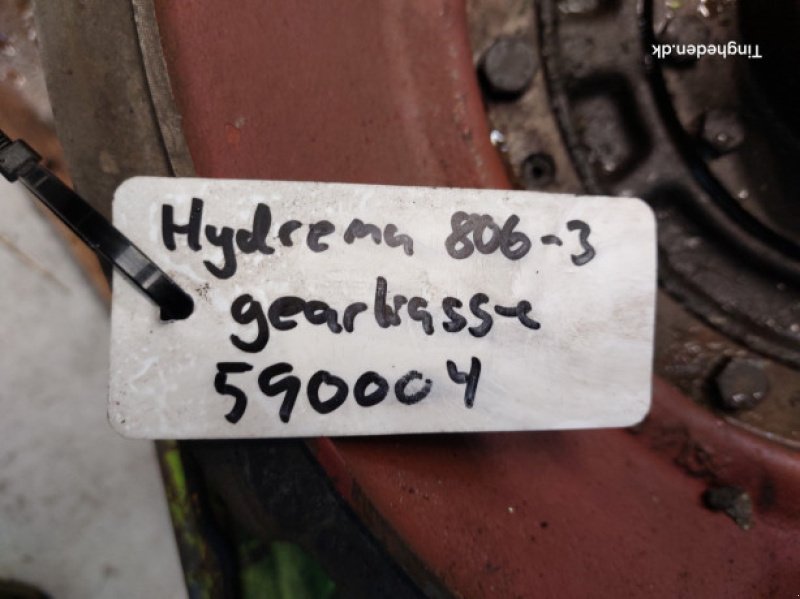 Tingheden.dk
Hydrema 806-3
gearkasse
590004